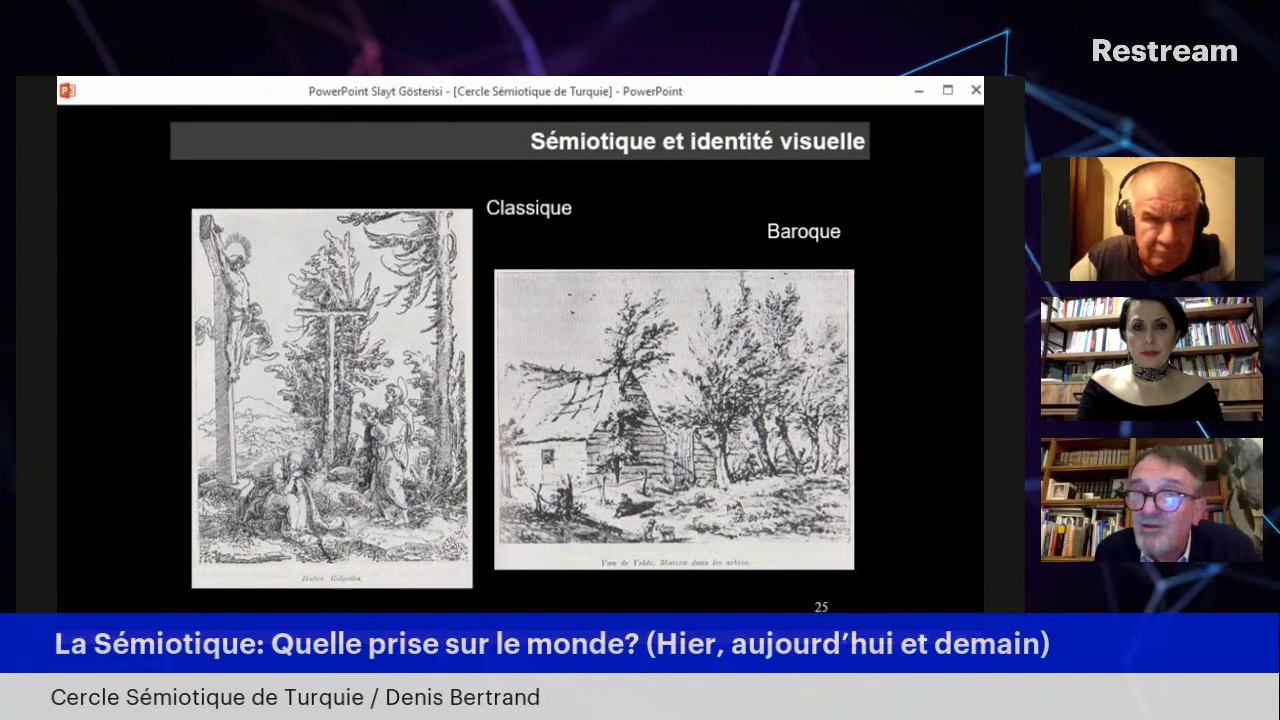 Restream
PowerPoint Slayt Gösterisi - [Cercle Sémiotique de Turquie] - PowerPoint
Sémiotique et identité visuelle
Classique
Baroque
Huber, Golgotha.
Van de Velde, Maison dans les arbres.
25
La Sémiotique: Quelle prise sur le monde? (Hier, aujourd’hui et demain)
Cercle Sémiotique de Turquie / Denis Bertrand